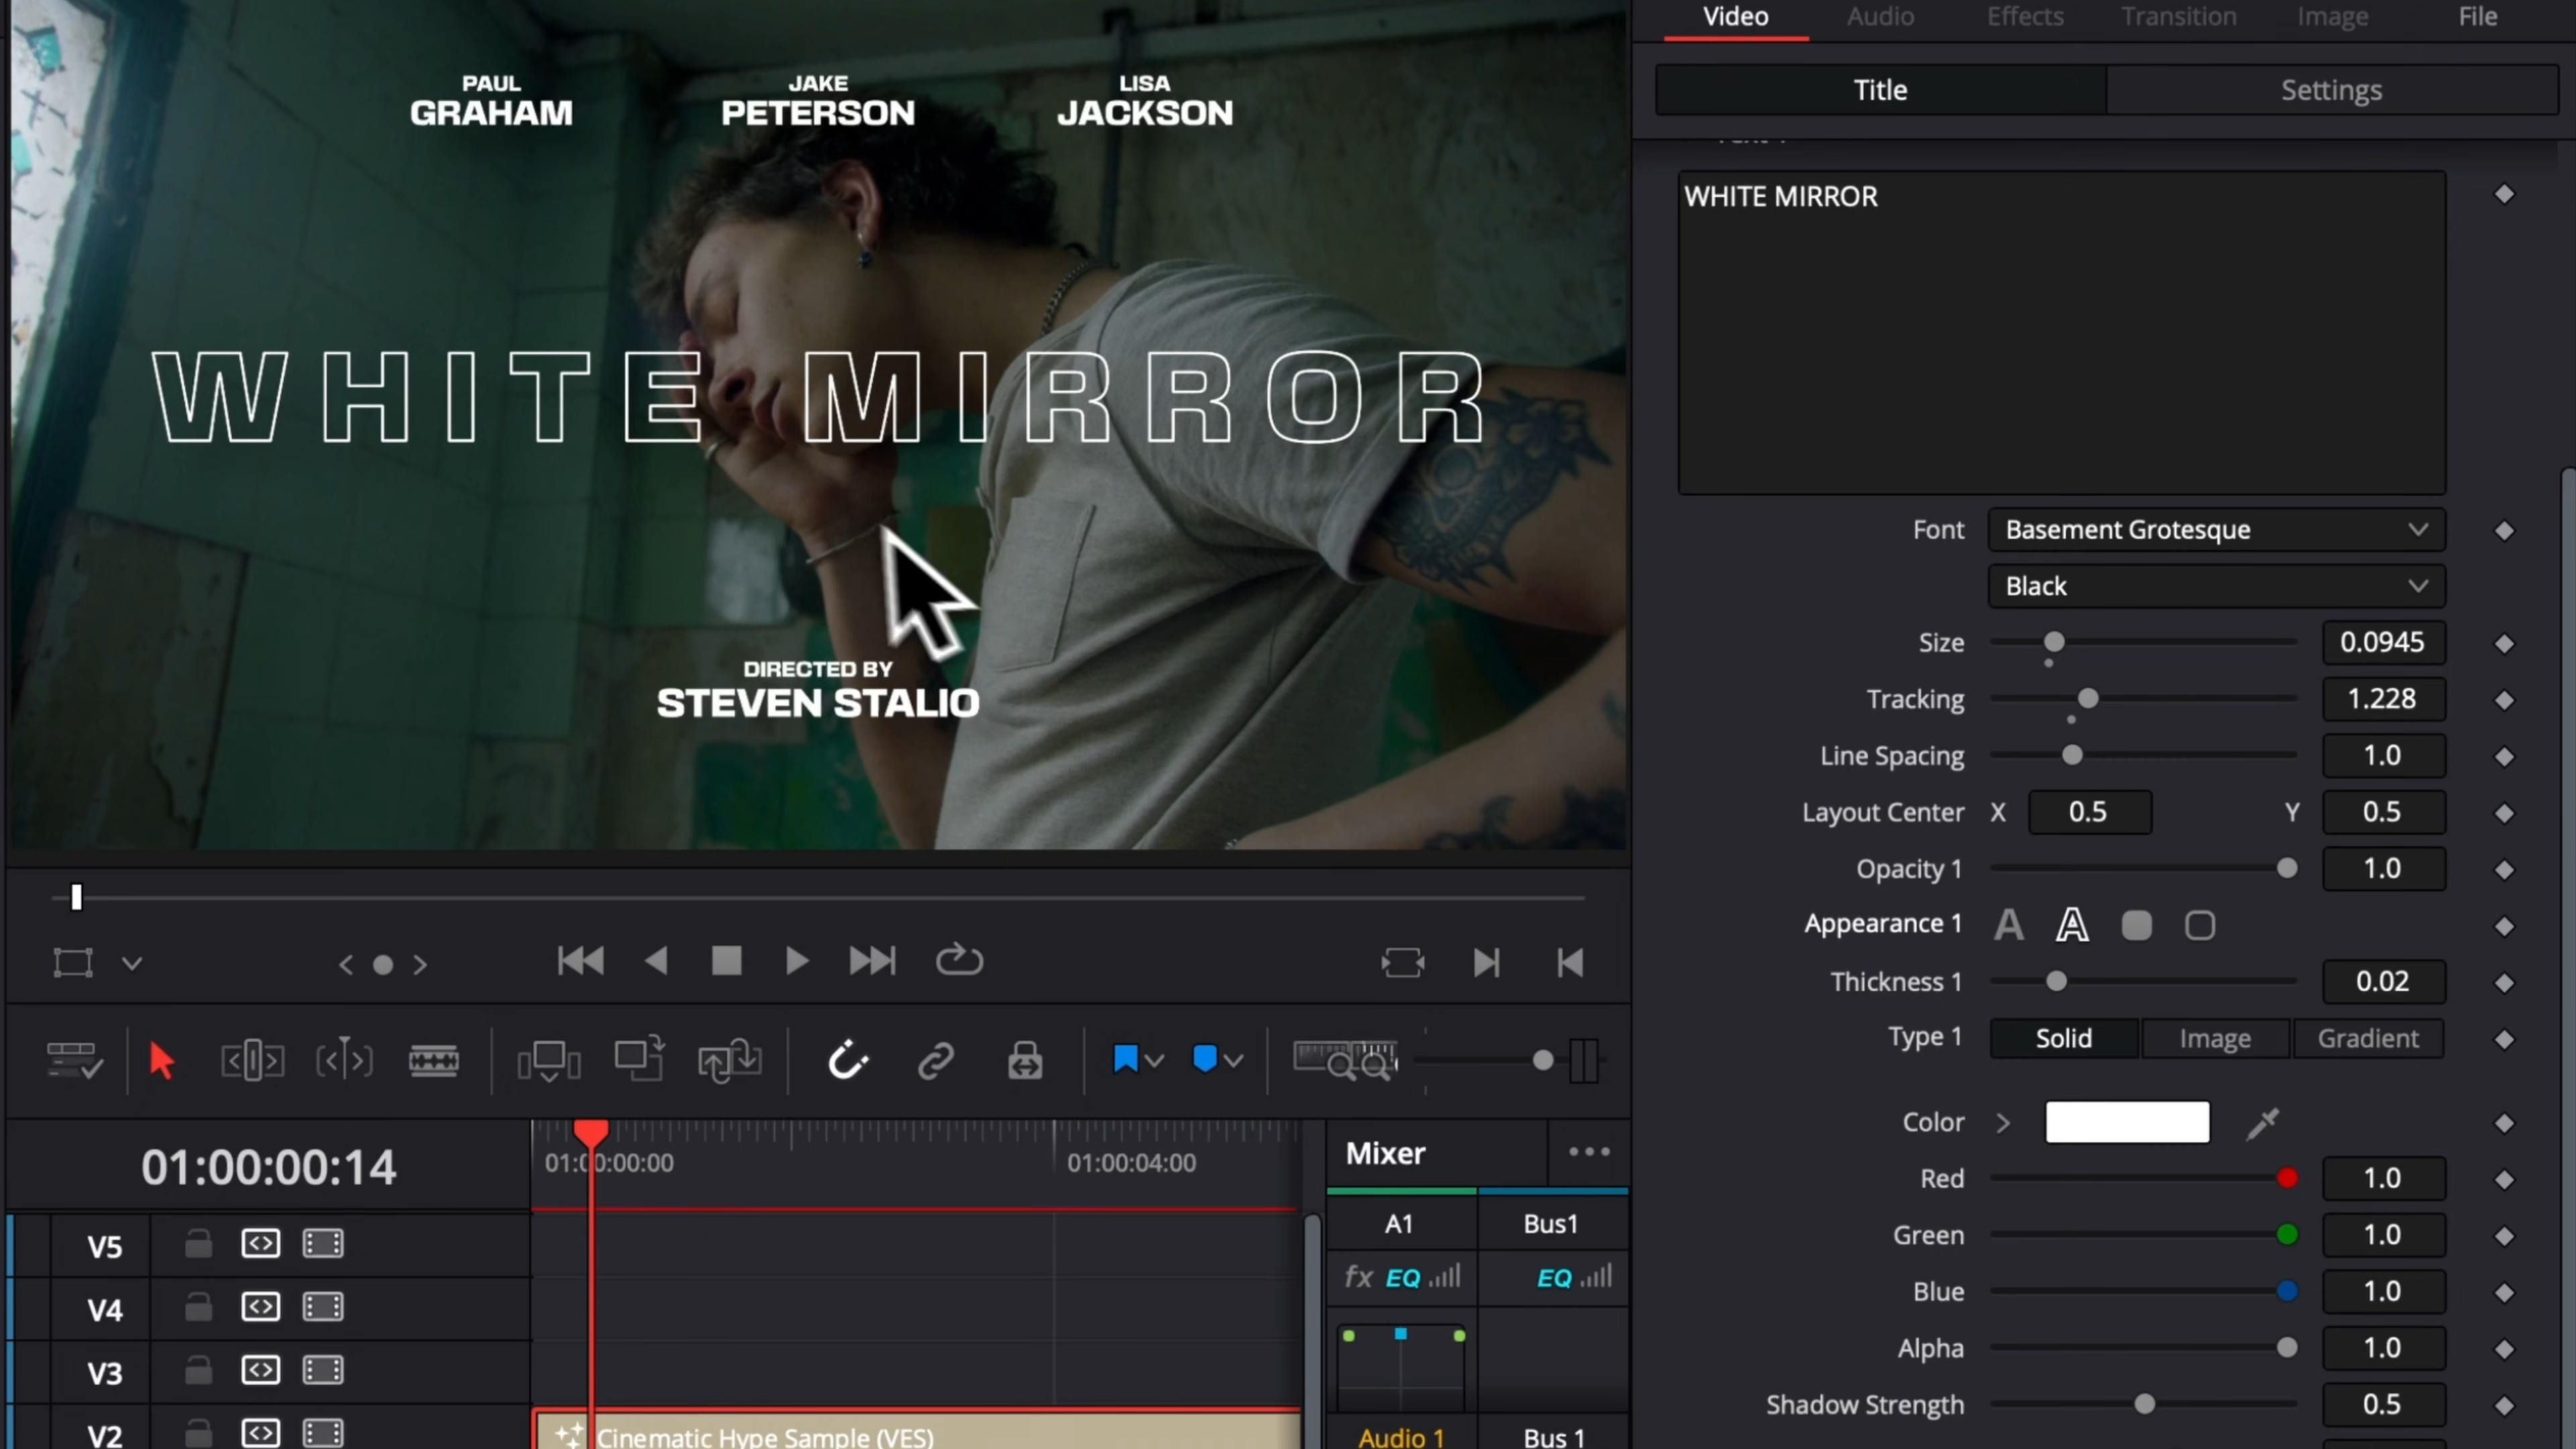 Video Audio Effects Transition Image File
Title Settings
PAUL
GRAHAM
JAKE
PETERSON
LISA
JACKSON
WHITE MIRROR
DIRECTED BY
STEVEN STALIO
WHITE MIRROR
Font Basement Grotesque
Black
Size 0.0945
Tracking 1.228
Line Spacing 1.0
Layout Center X 0.5 Y 0.5
Opacity 1 1.0
Appearance 1 A A
Thickness 1 0.02
Type 1 Solid Image Gradient
Color
Red 1.0
Green 1.0
Blue 1.0
Alpha 1.0
Shadow Strength 0.5
01:00:00:14
01:00:00:00 01:00:04:00
V5
V4
V3
V2
Cinematic Hype Sample (VES)
Mixer
A1 Bus1
fx EQ EQ
Audio 1 Bus 1